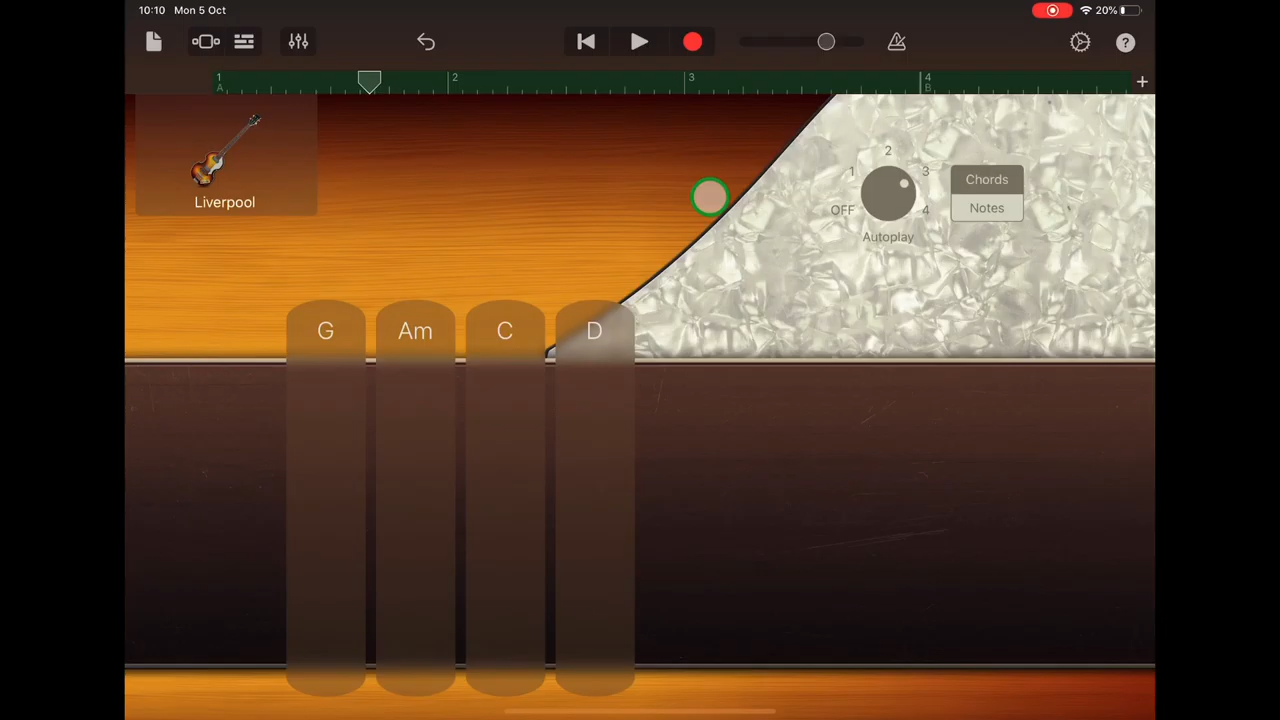 10:10 Mon 5 Oct 20%
?
1 2 3 4
A B
+
Liverpool
2
1 3
OFF 4
Autoplay
Chords
Notes
G Am C D